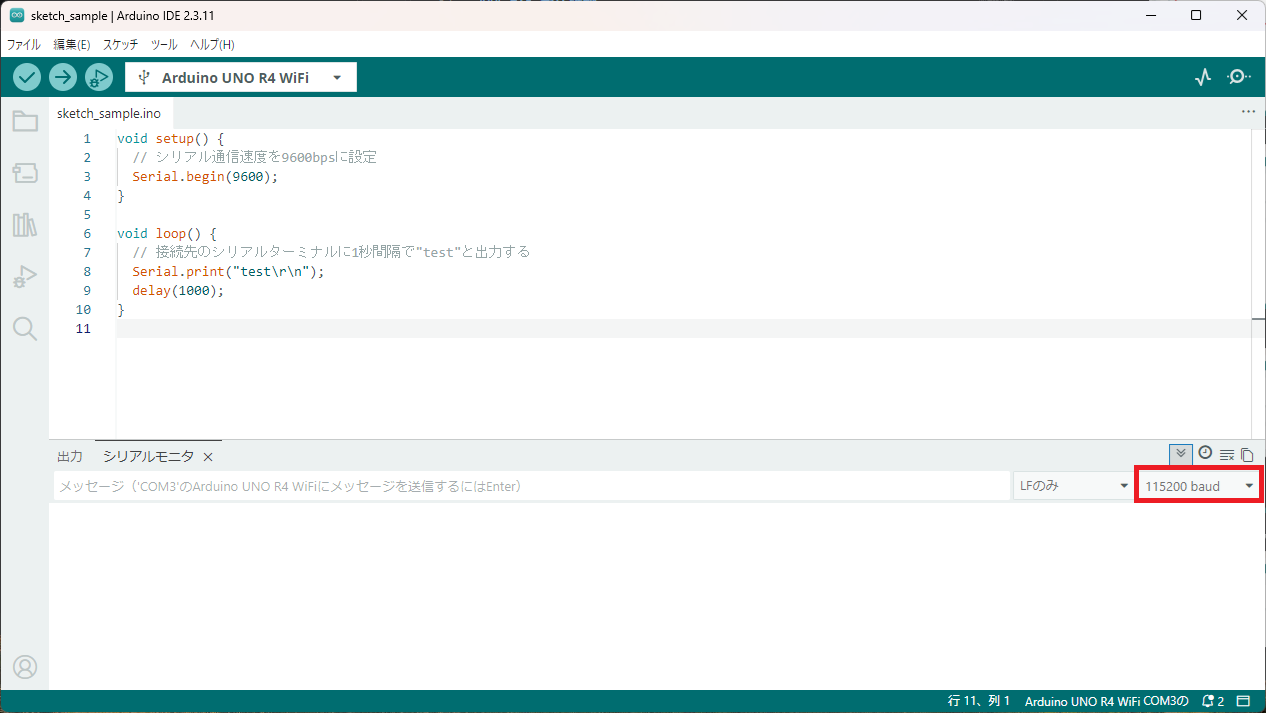 sketch_sample | Arduino IDE 2.3.11
ファイル 編集(E) スケッチ ツール ヘルプ(H)
Arduino UNO R4 WiFi
sketch_sample.ino
1 void setup() {
2 // シリアル通信速度を9600bpsに設定
3 Serial.begin(9600);
4 }
5
6 void loop() {
7 // 接続先のシリアルターミナルに1秒間隔で"test"と出力する
8 Serial.print("test\r\n");
9 delay(1000);
10 }
11
出力 シリアルモニタ
メッセージ（'COM3'のArduino UNO R4 WiFiにメッセージを送信するにはEnter）
LFのみ 115200 baud
行 11、列 1 Arduino UNO R4 WiFi COM3の 2